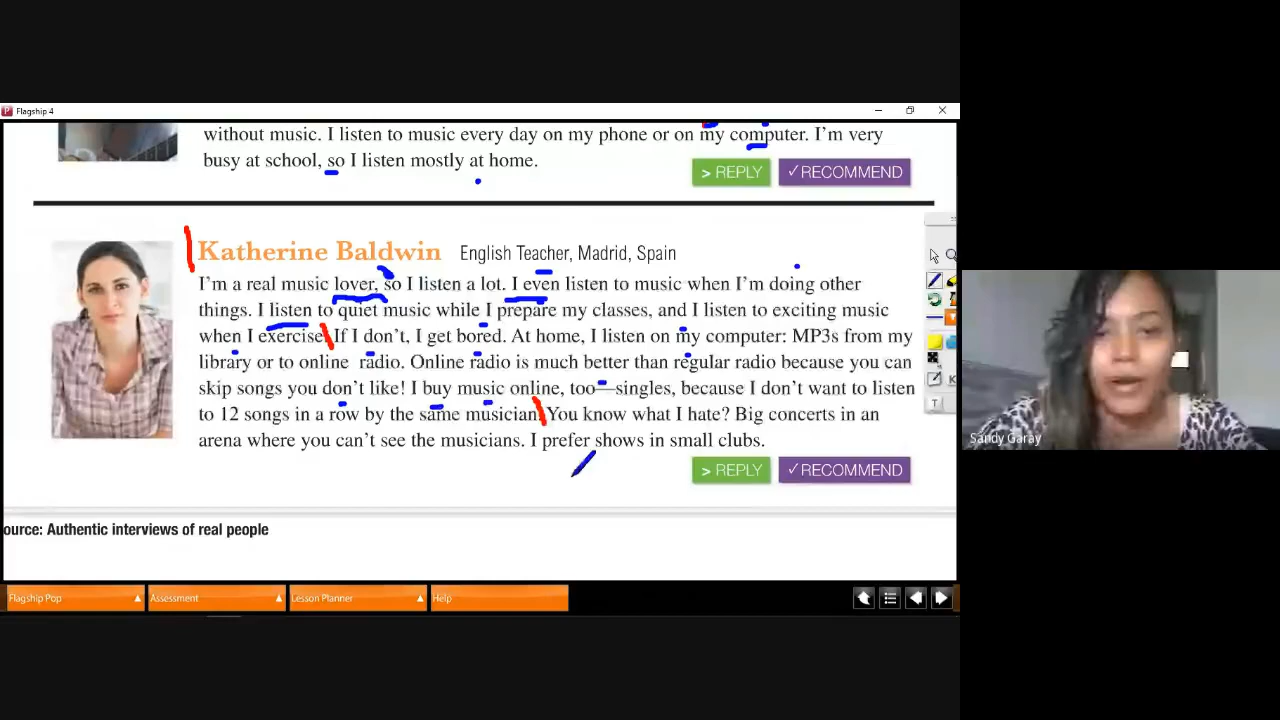 Flagship 4
without music. I listen to music every day on my phone or on my computer. I'm very
busy at school, so I listen mostly at home.
> REPLY
✓RECOMMEND
Katherine Baldwin English Teacher, Madrid, Spain
I'm a real music lover, so I listen a lot. I even listen to music when I'm doing other
things. I listen to quiet music while I prepare my classes, and I listen to exciting music
when I exercise. If I don't, I get bored. At home, I listen on my computer: MP3s from my
library or to online radio. Online radio is much better than regular radio because you can
skip songs you don't like! I buy music online, too—singles, because I don't want to listen
to 12 songs in a row by the same musician. You know what I hate? Big concerts in an
arena where you can't see the musicians. I prefer shows in small clubs.
> REPLY
✓RECOMMEND
ource: Authentic interviews of real people
Flagship Pop
Assessment
Lesson Planner
Help
T
K
Sandy Garay